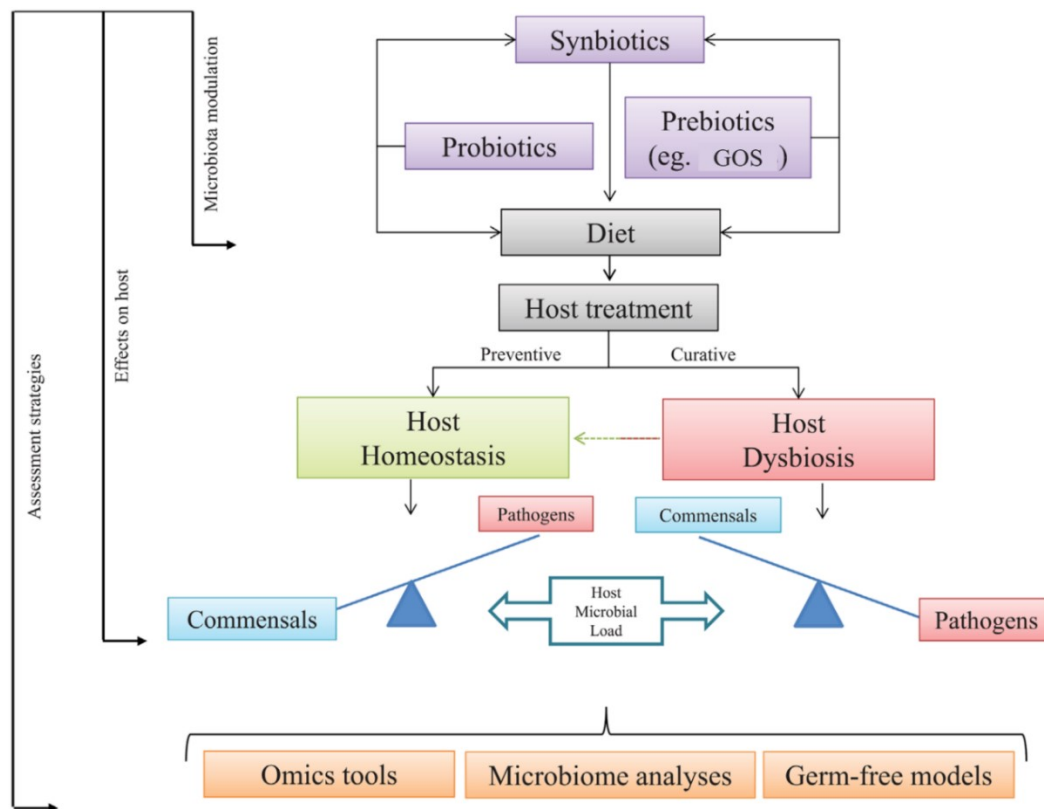 Synbiotics
Probiotics
Prebiotics
(eg. GOS )
Diet
Host treatment
Preventive
Curative
Host
Homeostasis
Host
Dysbiosis
Pathogens
Commensals
Commensals
Host
Microbial
Load
Pathogens
Omics tools
Microbiome analyses
Germ-free models
Microbiota modulation
Effects on host
Assessment strategies